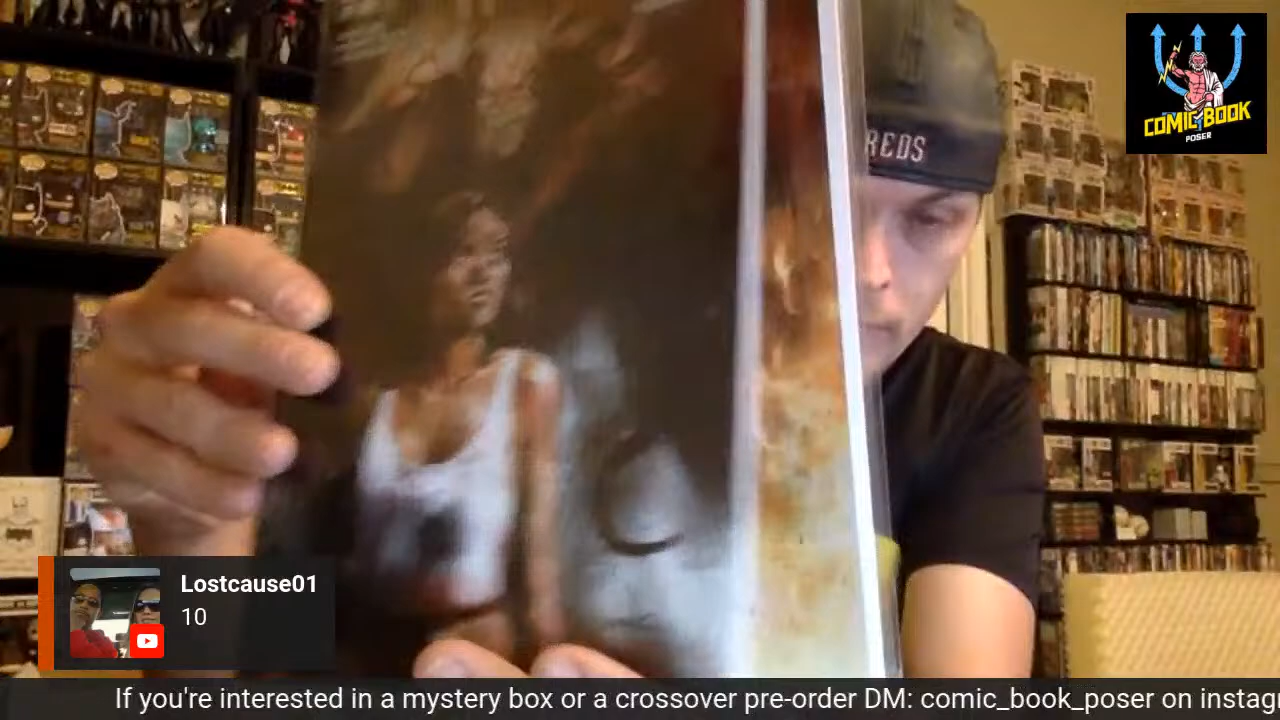 REDS
COMIC BOOK
POSER
Lostcause01
10
If you're interested in a mystery box or a crossover pre-order DM: comic_book_poser on instag